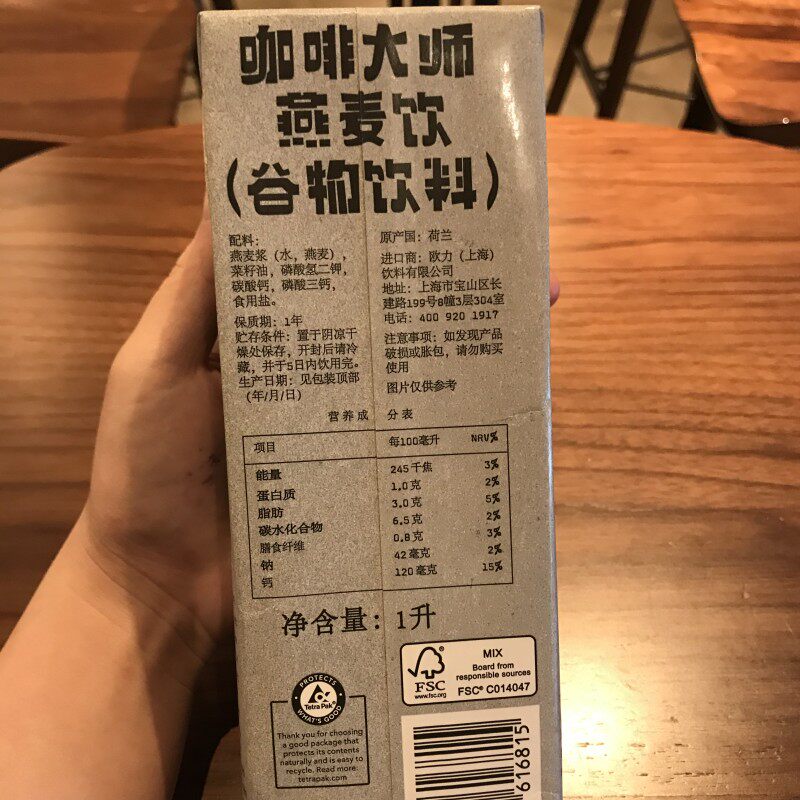 咖啡大师
燕麦饮
(谷物饮料)
配料:
燕麦浆(水,燕麦),
菜籽油,磷酸氢二钾,
碳酸钙,磷酸三钙,
食用盐。
保质期:1年
贮存条件:置于阴凉干
燥处保存,开封后请冷
藏,并于5日内饮用完。
生产日期:见包装顶部
(年/月/日)
原产国:荷兰
进口商:欧力(上海)
饮料有限公司
地址:上海市宝山区长
建路199号8幢3层304室
电话:400 920 1917
注意事项:如发现产品
破损或胀包,请勿购买
使用
图片仅供参考
营养成分表
项目 每100毫升 NRV%
能量 245千焦 3%
蛋白质 1.0克 2%
脂肪 3.0克 5%
碳水化合物 6.5克 2%
膳食纤维 0.8克 3%
钠 42毫克 2%
钙 120毫克 15%
净含量:1升
FSC
www.fsc.org
MIX
Board from
responsible sources
FSC® C014047
PROTECTS
Tetra Pak®
WHAT'S GOOD
Thank you for choosing
a good package that
protects its contents
naturally and is easy to
recycle. Read more
tetrapak.com
616815